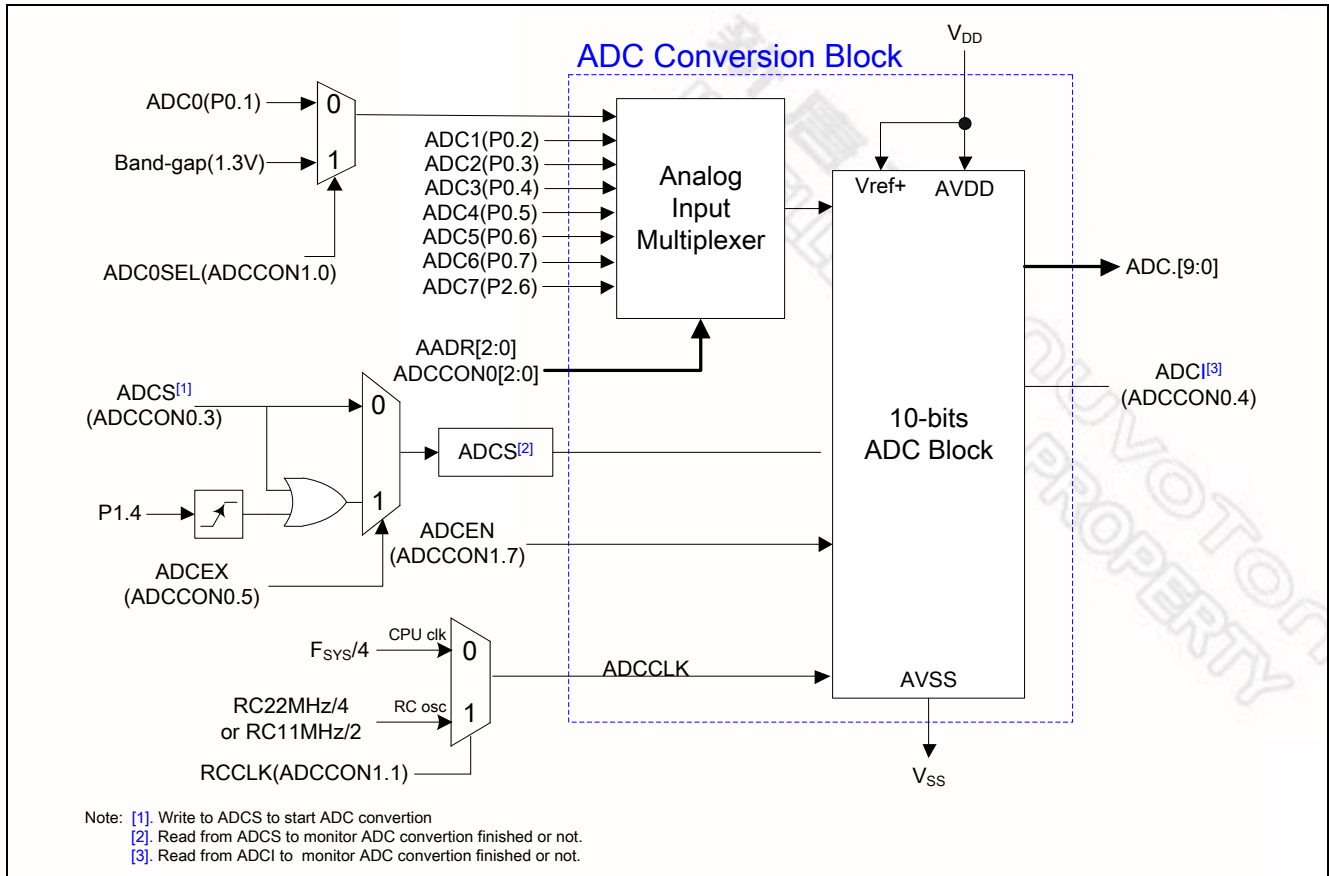 ADC Conversion Block
VDD
ADC0(P0.1)
0
Band-gap(1.3V)
1
ADC0SEL(ADCCON1.0)
ADC1(P0.2)
ADC2(P0.3)
ADC3(P0.4)
ADC4(P0.5)
ADC5(P0.6)
ADC6(P0.7)
ADC7(P2.6)
Analog
Input
Multiplexer
AADR[2:0]
ADCCON0[2:0]
Vref+
AVDD
10-bits
ADC Block
AVSS
VSS
ADC.[9:0]
ADCI[3]
(ADCCON0.4)
ADCS[1]
(ADCCON0.3)
0
1
P1.4
ADCEX
(ADCCON0.5)
ADCS[2]
ADCEN
(ADCCON1.7)
FSYS/4
CPU clk
0
RC22MHz/4
or RC11MHz/2
RC osc
1
RCCLK(ADCCON1.1)
ADCCLK
Note: [1]. Write to ADCS to start ADC convertion
[2]. Read from ADCS to monitor ADC convertion finished or not.
[3]. Read from ADCI to monitor ADC convertion finished or not.
nuvoTon
PROPERTY